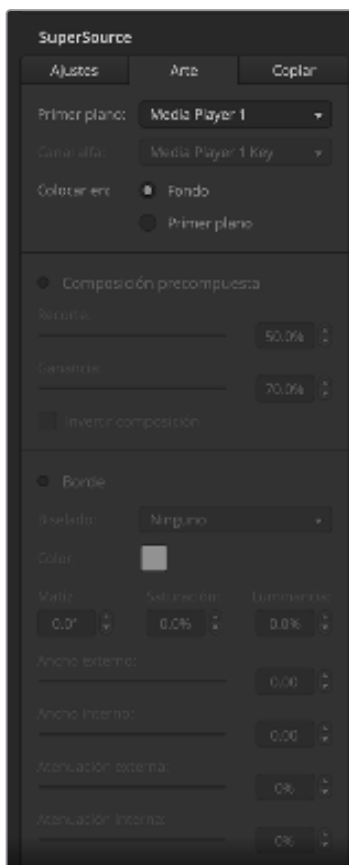 SuperSource
Ajustes Arte Copiar
Primer plano: Media Player 1
Canal alfa: Media Player 1 Key
Colocar en: Fondo
Primer plano
Composición precompuesta
Recorte:
50.0%
Ganancia:
70.0%
Invertir composición
Borde
Biselado: Ninguno
Color
Matiz Saturación: Luminancia:
0.0° 0.0% 0.0%
Ancho externo:
0.00
Ancho interno:
0.00
Atenuación externa:
0%
Atenuación interna:
0%